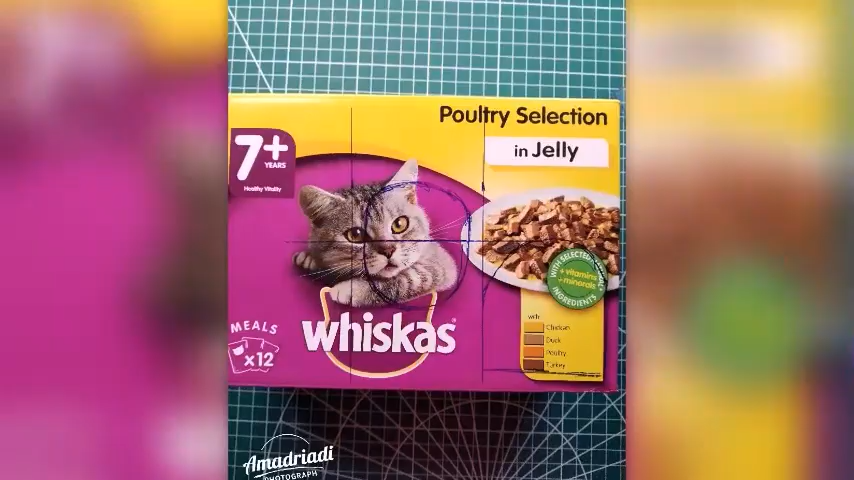 Poultry Selection
in Jelly
7+
YEARS
Healthy Vitality
WITH SELECTED
+ vitamins
+ minerals
INGREDIENTS
with:
Chicken
Duck
Poultry
Turkey
whiskas
MEALS
x12
Amadriadi
PHOTOGRAPH